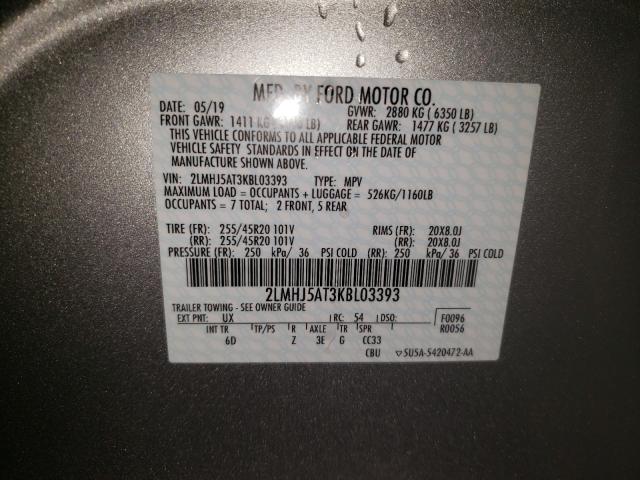 MFD. BY FORD MOTOR CO.
DATE: 05/19 GVWR: 2880 KG ( 6350 LB)
FRONT GAWR: 1411 KG LB) REAR GAWR: 1477 KG ( 3257 LB)
THIS VEHICLE CONFORMS TO ALL APPLICABLE FEDERAL MOTOR
VEHICLE SAFETY STANDARDS IN EFFECT ON THE DATE OF
MANUFACTURE SHOWN ABOVE.
VIN: 2LMHJ5AT3KBL03393 TYPE: MPV
MAXIMUM LOAD = OCCUPANTS + LUGGAGE = 526KG/1160LB
OCCUPANTS = 7 TOTAL; 2 FRONT, 5 REAR
TIRE (FR): 255/45R20 101V RIMS (FR): 20X8.0J
(RR): 255/45R20 101V (RR): 20X8.0J
PRESSURE (FR): 250 kPa/ 36 PSI COLD (RR): 250 kPa/ 36 PSI COLD
2LMHJ5AT3KBL03393
TRAILER TOWING - SEE OWNER GUIDE
EXT PNT: UX RC: 54 DSO: F0096
INT TR TP/PS R AXLE TR SPR R0056
6D Z 3E G CC33
CBU ▽5U5A-5420472-AA